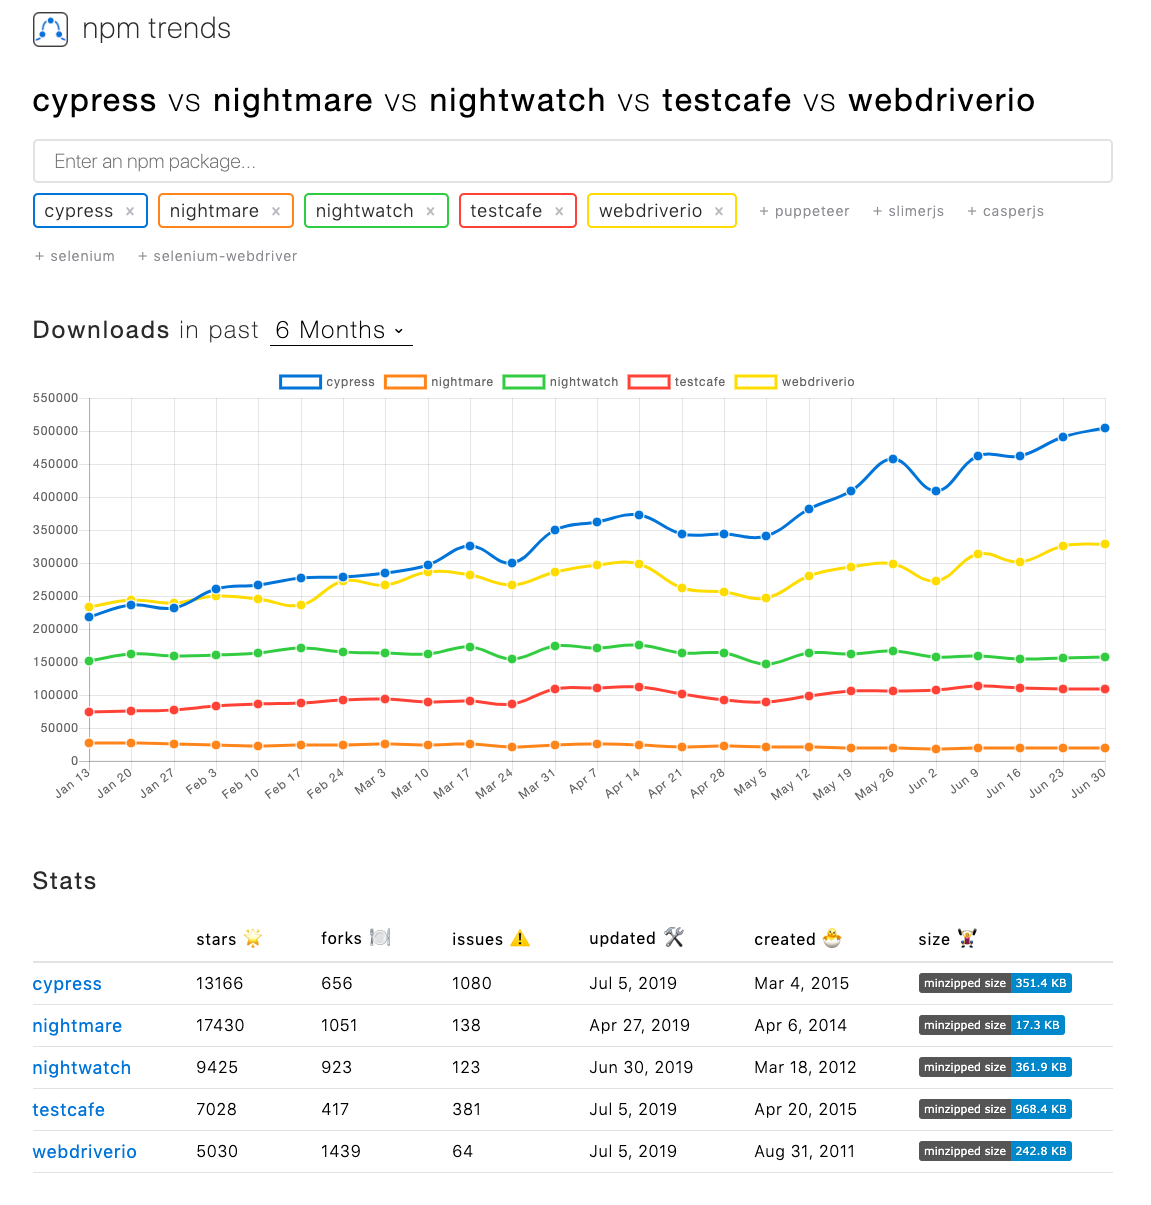 npm trends
cypress vs nightmare vs nightwatch vs testcafe vs webdriverio
Enter an npm package...
cypress × nightmare × nightwatch × testcafe × webdriverio × + puppeteer + slimerjs + casperjs
+ selenium + selenium-webdriver
Downloads in past 6 Months
cypress nightmare nightwatch testcafe webdriverio
550000
500000
450000
400000
350000
300000
250000
200000
150000
100000
50000
0
Jan 13 Jan 20 Jan 27 Feb 3 Feb 10 Feb 17 Feb 24 Mar 3 Mar 10 Mar 17 Mar 24 Mar 31 Apr 7 Apr 14 Apr 21 Apr 28 May 5 May 12 May 19 May 26 Jun 2 Jun 9 Jun 16 Jun 23 Jun 30
Stats
stars forks issues updated created size
cypress 13166 656 1080 Jul 5, 2019 Mar 4, 2015 minzipped size 351.4 KB
nightmare 17430 1051 138 Apr 27, 2019 Apr 6, 2014 minzipped size 17.3 KB
nightwatch 9425 923 123 Jun 30, 2019 Mar 18, 2012 minzipped size 361.9 KB
testcafe 7028 417 381 Jul 5, 2019 Apr 20, 2015 minzipped size 968.4 KB
webdriverio 5030 1439 64 Jul 5, 2019 Aug 31, 2011 minzipped size 242.8 KB